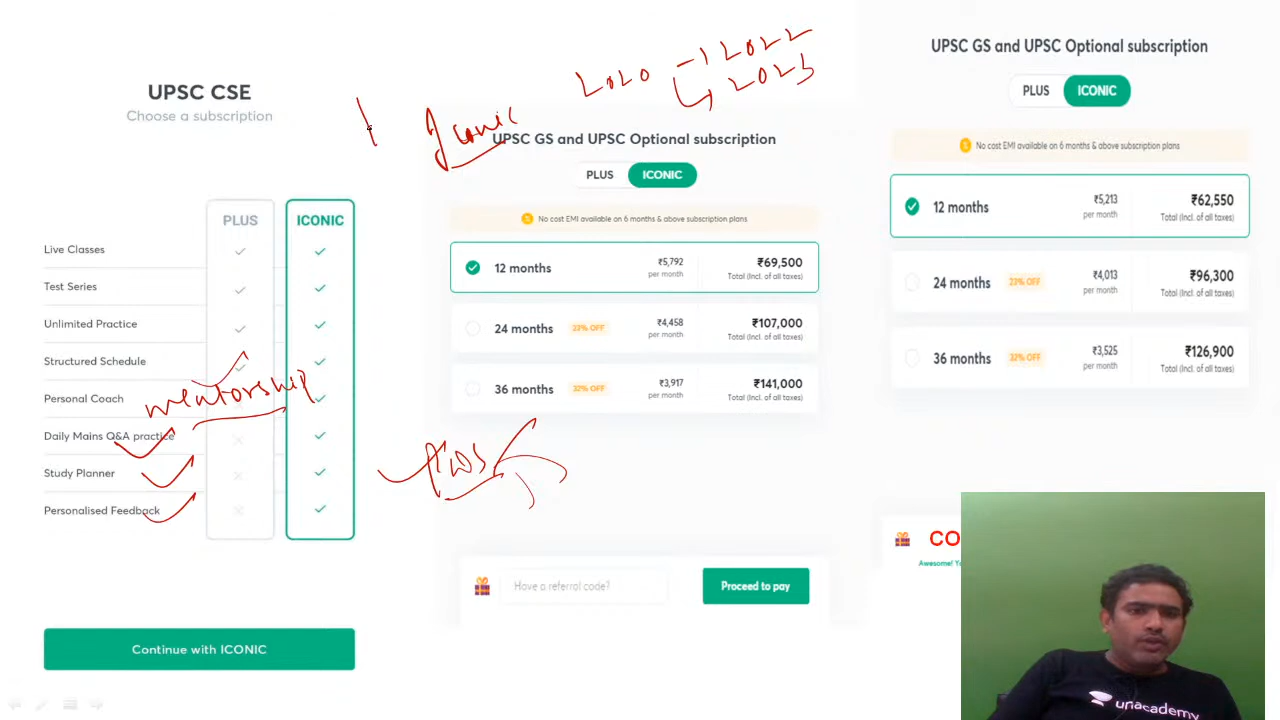 UPSC CSE
Choose a subscription
PLUS
ICONIC
Live Classes
Test Series
Unlimited Practice
Structured Schedule
Personal Coach
Daily Mains Q&A practice
Study Planner
Personalised Feedback
mentorship
Continue with ICONIC
Iconic
2020
2022
2023
UPSC GS and UPSC Optional subscription
PLUS
ICONIC
No cost EMI available on 6 months & above subscription plans
12 months
₹5,792
per month
₹69,500
Total (Incl. of all taxes)
24 months
23% OFF
₹4,458
per month
₹107,000
Total (Incl. of all taxes)
36 months
32% OFF
₹3,917
per month
₹141,000
Total (Incl. of all taxes)
Have a referral code?
Proceed to pay
UPSC GS and UPSC Optional subscription
PLUS
ICONIC
No cost EMI available on 6 months & above subscription plans
12 months
₹5,213
per month
₹62,550
Total (Incl. of all taxes)
24 months
23% OFF
₹4,013
per month
₹96,300
Total (Incl. of all taxes)
36 months
32% OFF
₹3,525
per month
₹126,900
Total (Incl. of all taxes)
CO
Awesome!
unacademy